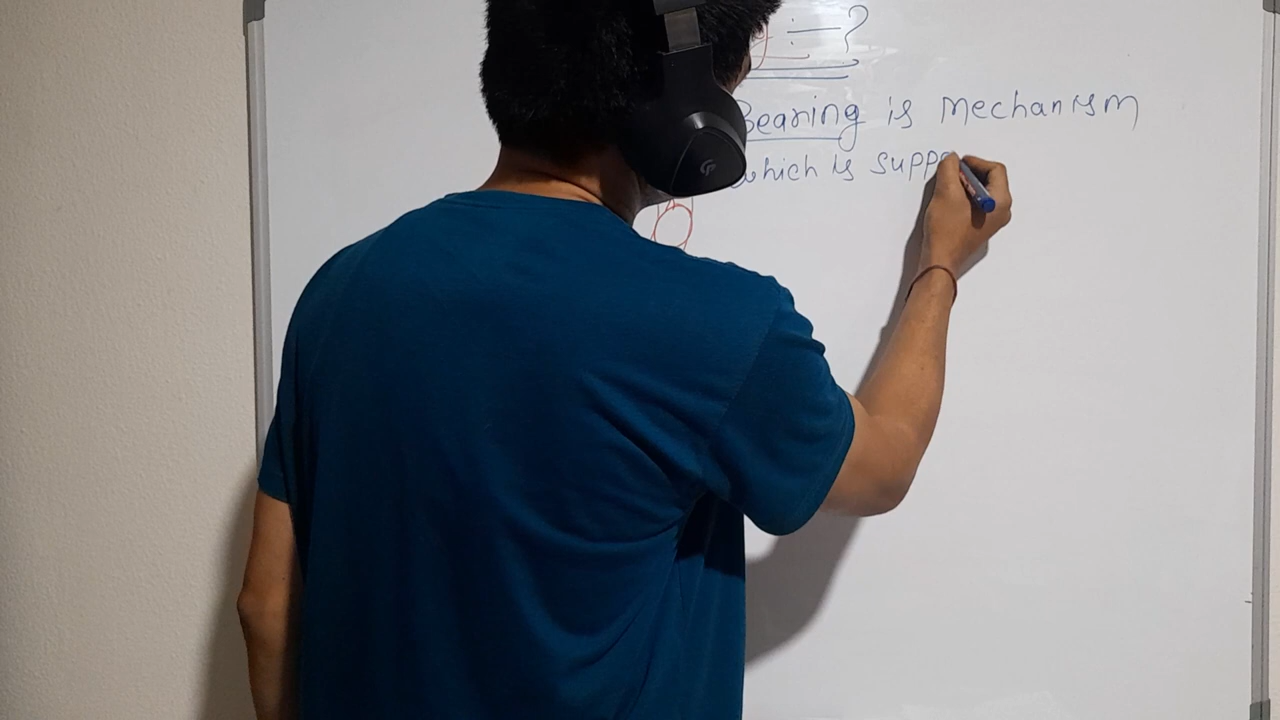 :—?
Bearing is Mechanism
which is suppo